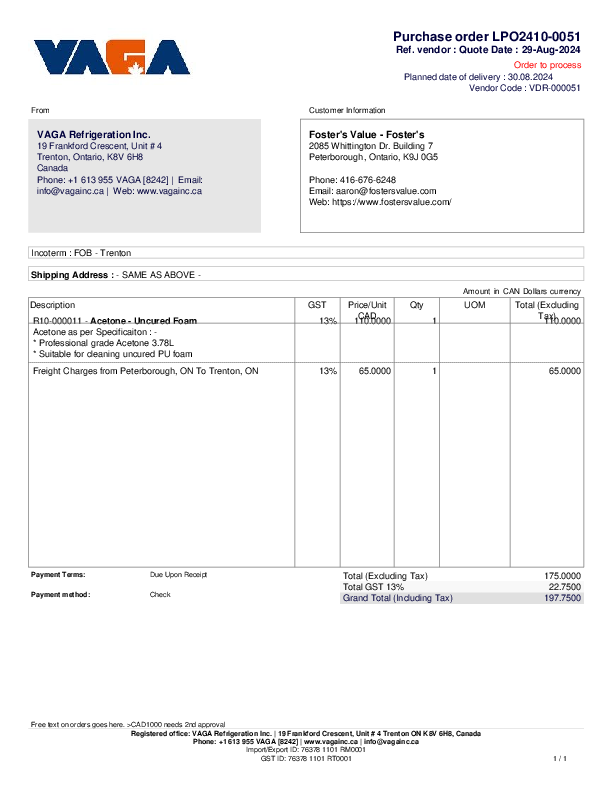 VAGA
Purchase order LPO2410-0051
Ref. vendor : Quote Date : 29-Aug-2024
Order to process
Planned date of delivery : 30.08.2024
Vendor Code : VDR-000051
From
Customer Information
VAGA Refrigeration Inc.
19 Frankford Crescent, Unit # 4
Trenton, Ontario, K8V 6H8
Canada
Phone: +1 613 955 VAGA [8242] | Email:
info@vagainc.ca | Web: www.vagainc.ca
Foster's Value - Foster's
2085 Whittington Dr. Building 7
Peterborough, Ontario, K9J 0G5
Phone: 416-676-6248
Email: aaron@fostersvalue.com
Web: https://www.fostersvalue.com/
Incoterm : FOB - Trenton
Shipping Address : - SAME AS ABOVE -
Amount in CAN Dollars currency
Description GST Price/Unit CAD Qty UOM Total (Excluding Tax)
R10-000011 - Acetone - Uncured Foam 13% 110.0000 1 110.0000
Acetone as per Specificaiton : -
* Professional grade Acetone 3.78L
* Suitable for cleaning uncured PU foam
Freight Charges from Peterborough, ON To Trenton, ON 13% 65.0000 1 65.0000
Payment Terms: Due Upon Receipt
Payment method: Check
Total (Excluding Tax) 175.0000
Total GST 13% 22.7500
Grand Total (Including Tax) 197.7500
Free text on orders goes here. >CAD1000 needs 2nd approval
Registered office: VAGA Refrigeration Inc. | 19 Frankford Crescent, Unit # 4 Trenton ON K8V 6H8, Canada
Phone: +1 613 955 VAGA [8242] | www.vagainc.ca | info@vagainc.ca
Import/Export ID: 76378 1101 RM0001
GST ID: 76378 1101 RT0001
1 / 1